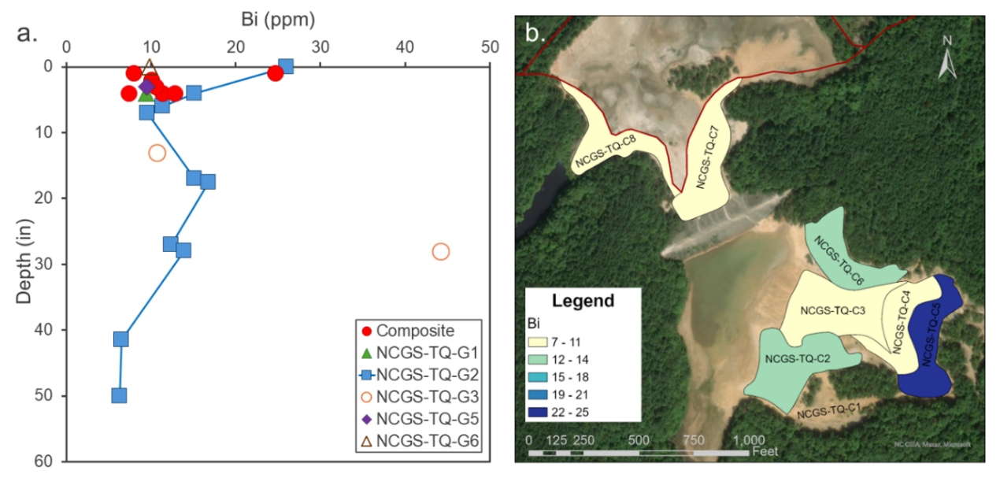 a.
Bi (ppm)
0 10 20 30 40 50
0
10
20
30
40
50
60
Depth (in)
Composite
NCGS-TQ-G1
NCGS-TQ-G2
NCGS-TQ-G3
NCGS-TQ-G5
NCGS-TQ-G6
b.
N
NCGS-TQ-C8
NCGS-TQ-C7
NCGS-TQ-C6
NCGS-TQ-C3
NCGS-TQ-C4
NCGS-TQ-C5
NCGS-TQ-C2
NCGS-TQ-C1
Legend
Bi
7 - 11
12 - 14
15 - 18
19 - 21
22 - 25
0 125 250 500 750 1,000
Feet
NC CGIA, Maxar, Microsoft